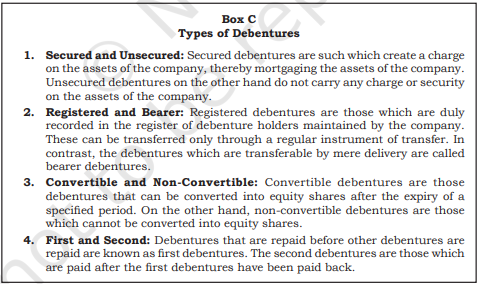 Box C
Types of Debentures
1. Secured and Unsecured: Secured debentures are such which create a charge
on the assets of the company, thereby mortgaging the assets of the company.
Unsecured debentures on the other hand do not carry any charge or security
on the assets of the company.
2. Registered and Bearer: Registered debentures are those which are duly
recorded in the register of debenture holders maintained by the company.
These can be transferred only through a regular instrument of transfer. In
contrast, the debentures which are transferable by mere delivery are called
bearer debentures.
3. Convertible and Non-Convertible: Convertible debentures are those
debentures that can be converted into equity shares after the expiry of a
specified period. On the other hand, non-convertible debentures are those
which cannot be converted into equity shares.
4. First and Second: Debentures that are repaid before other debentures are
repaid are known as first debentures. The second debentures are those which
are paid after the first debentures have been paid back.